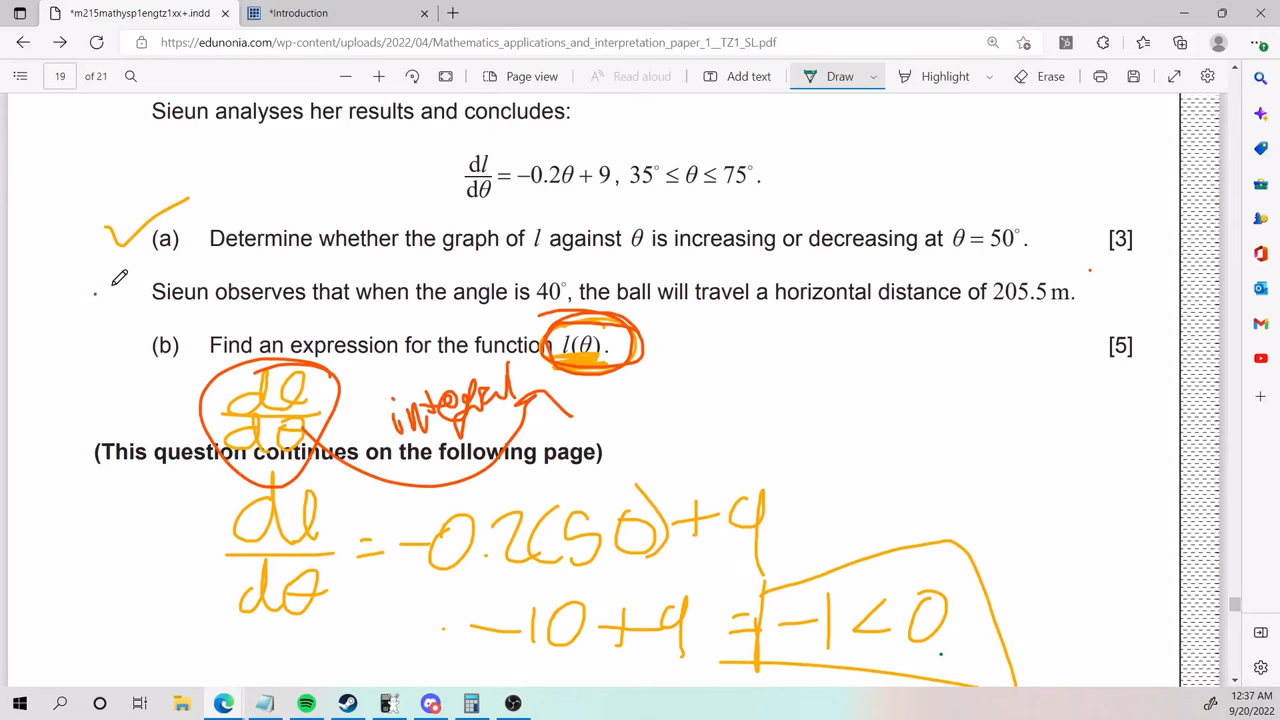 *m215mathysp1engtz1xx+.indd
*Introduction
https://edunonia.com/wp-content/uploads/2022/04/Mathematics_applications_and_interpretation_paper_1__TZ1_SL.pdf
19 of 21
Page view
Read aloud
Add text
Draw
Highlight
Erase
Sieun analyses her results and concludes:
dl/dθ = −0.2θ + 9, 35° ≤ θ ≤ 75°.
(a) Determine whether the graph of l against θ is increasing or decreasing at θ = 50°. [3]
Sieun observes that when the angle is 40°, the ball will travel a horizontal distance of 205.5 m.
(b) Find an expression for the function l(θ). [5]
dl/dθ
integral
(This question continues on the following page)
dl/dθ = -0.2(50)+9
-10+9 = -1 < 0
12:37 AM
9/20/2022